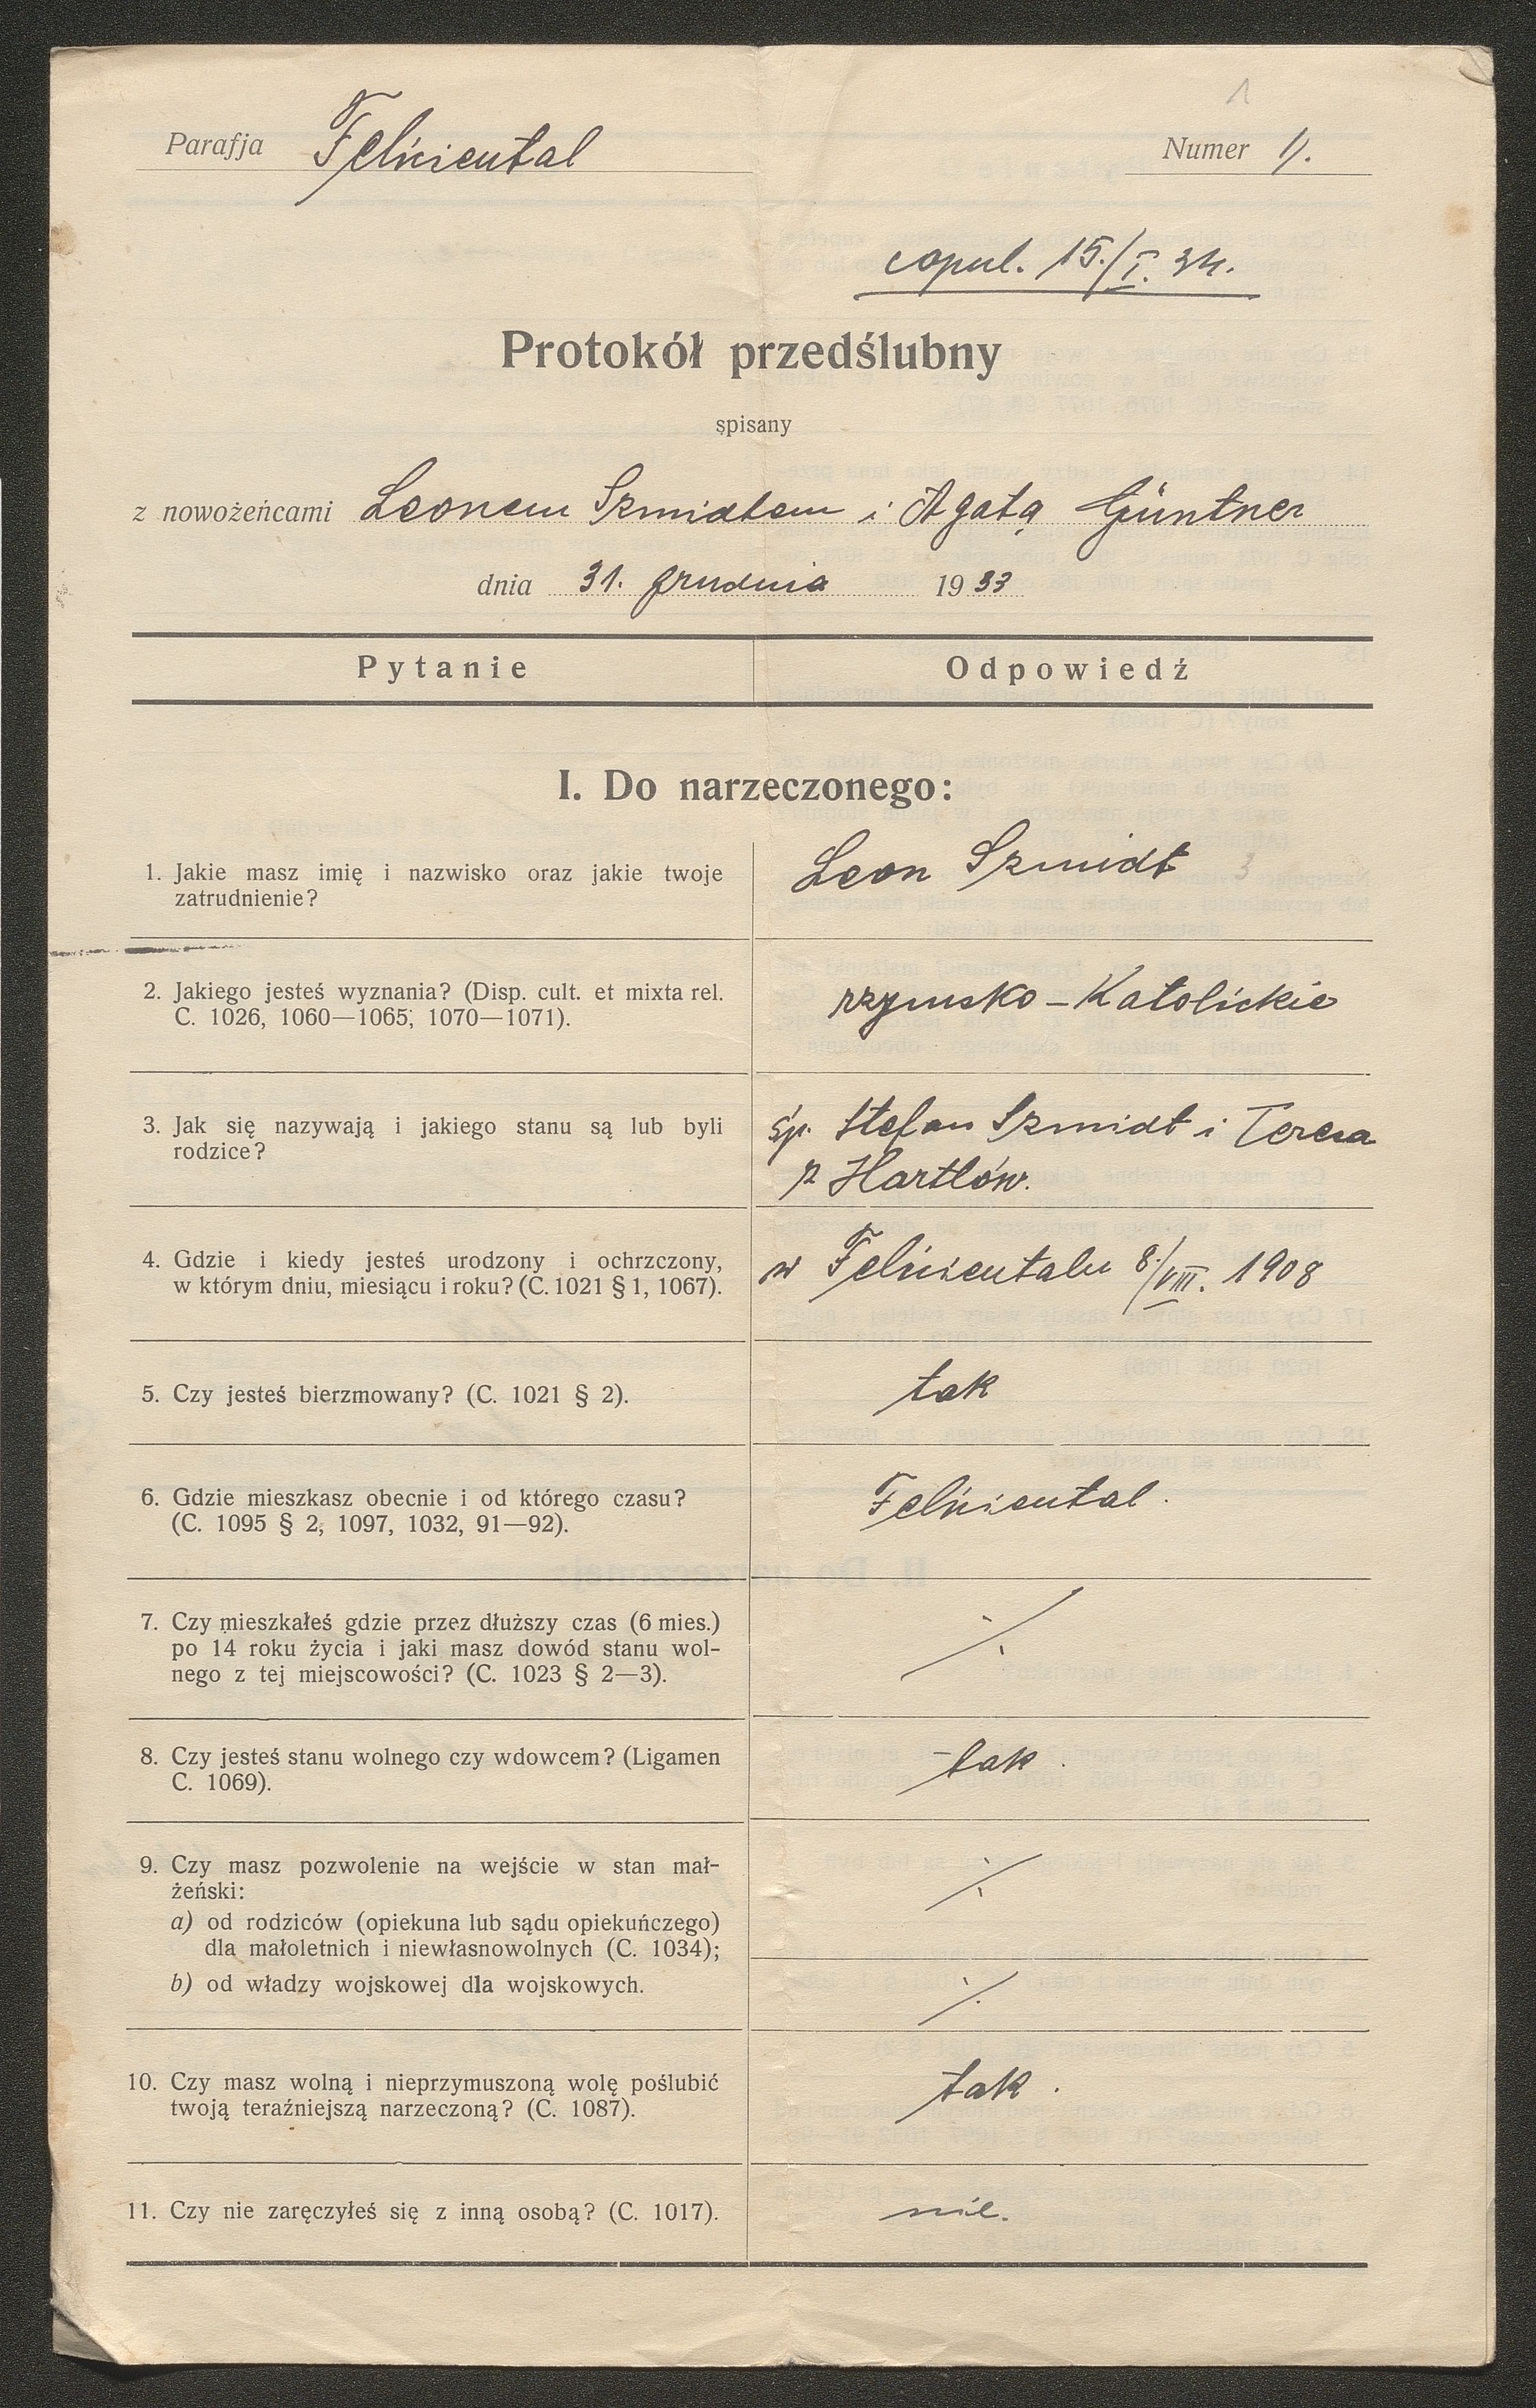 1
Parafja Feliciental Numer 1).
copul. 15./I. 34.
Protokół przedślubny
spisany
z nowożeńcami Leonem Szmidtem i Agatą Güntner
dnia 31. grudnia 1933
Pytanie Odpowiedź
I. Do narzeczonego:
1. Jakie masz imię i nazwisko oraz jakie twoje Leon Szmidt 3
zatrudnienie?
2. Jakiego jesteś wyznania? (Disp. cult. et mixta rel. rzymsko-Katolickie
C. 1026, 1060—1065; 1070—1071).
3. Jak się nazywają i jakiego stanu są lub byli śp. Stefan Szmidt i Teresa
rodzice? z Hartlów.
4. Gdzie i kiedy jesteś urodzony i ochrzczony, w Felicientalu 8./VIII. 1908
w którym dniu, miesiącu i roku? (C. 1021 § 1, 1067).
5. Czy jesteś bierzmowany? (C. 1021 § 2). tak
6. Gdzie mieszkasz obecnie i od którego czasu? Feliciental.
(C. 1095 § 2, 1097, 1032, 91—92).
7. Czy mieszkałeś gdzie przez dłuższy czas (6 mies.) ⁒
po 14 roku życia i jaki masz dowód stanu wol-
nego z tej miejscowości? (C. 1023 § 2—3).
8. Czy jesteś stanu wolnego czy wdowcem? (Ligamen tak.
C. 1069).
9. Czy masz pozwolenie na wejście w stan mał- ⁒
żeński:
a) od rodziców (opiekuna lub sądu opiekuńczego)
dla małoletnich i niewłasnowolnych (C. 1034);
b) od władzy wojskowej dla wojskowych. ⁒
10. Czy masz wolną i nieprzymuszoną wolę poślubić tak.
twoją teraźniejszą narzeczoną? (C. 1087).
11. Czy nie zaręczyłeś się z inną osobą? (C. 1017). nie.